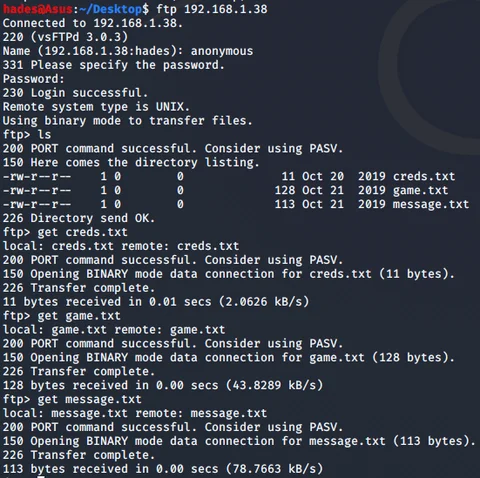 hades@Asus:~/Desktop$ ftp 192.168.1.38
Connected to 192.168.1.38.
220 (vsFTPd 3.0.3)
Name (192.168.1.38:hades): anonymous
331 Please specify the password.
Password:
230 Login successful.
Remote system type is UNIX.
Using binary mode to transfer files.
ftp> ls
200 PORT command successful. Consider using PASV.
150 Here comes the directory listing.
-rw-r--r--    1 0        0              11 Oct 20  2019 creds.txt
-rw-r--r--    1 0        0             128 Oct 21  2019 game.txt
-rw-r--r--    1 0        0             113 Oct 21  2019 message.txt
226 Directory send OK.
ftp> get creds.txt
local: creds.txt remote: creds.txt
200 PORT command successful. Consider using PASV.
150 Opening BINARY mode data connection for creds.txt (11 bytes).
226 Transfer complete.
11 bytes received in 0.01 secs (2.0626 kB/s)
ftp> get game.txt
local: game.txt remote: game.txt
200 PORT command successful. Consider using PASV.
150 Opening BINARY mode data connection for game.txt (128 bytes).
226 Transfer complete.
128 bytes received in 0.00 secs (43.8289 kB/s)
ftp> get message.txt
local: message.txt remote: message.txt
200 PORT command successful. Consider using PASV.
150 Opening BINARY mode data connection for message.txt (113 bytes).
226 Transfer complete.
113 bytes received in 0.00 secs (78.7663 kB/s)